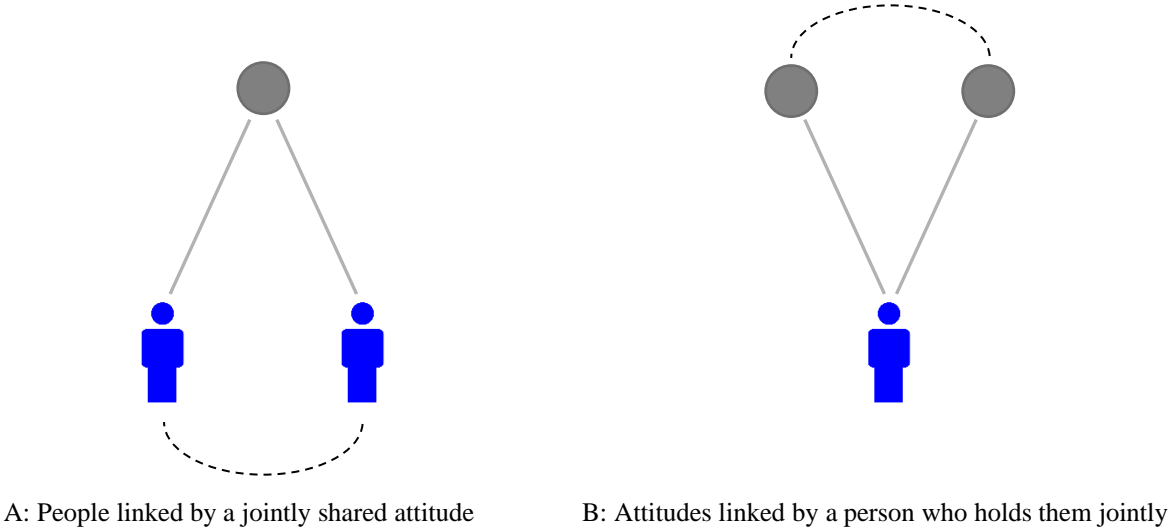 A: People linked by a jointly shared attitude
B: Attitudes linked by a person who holds them jointly